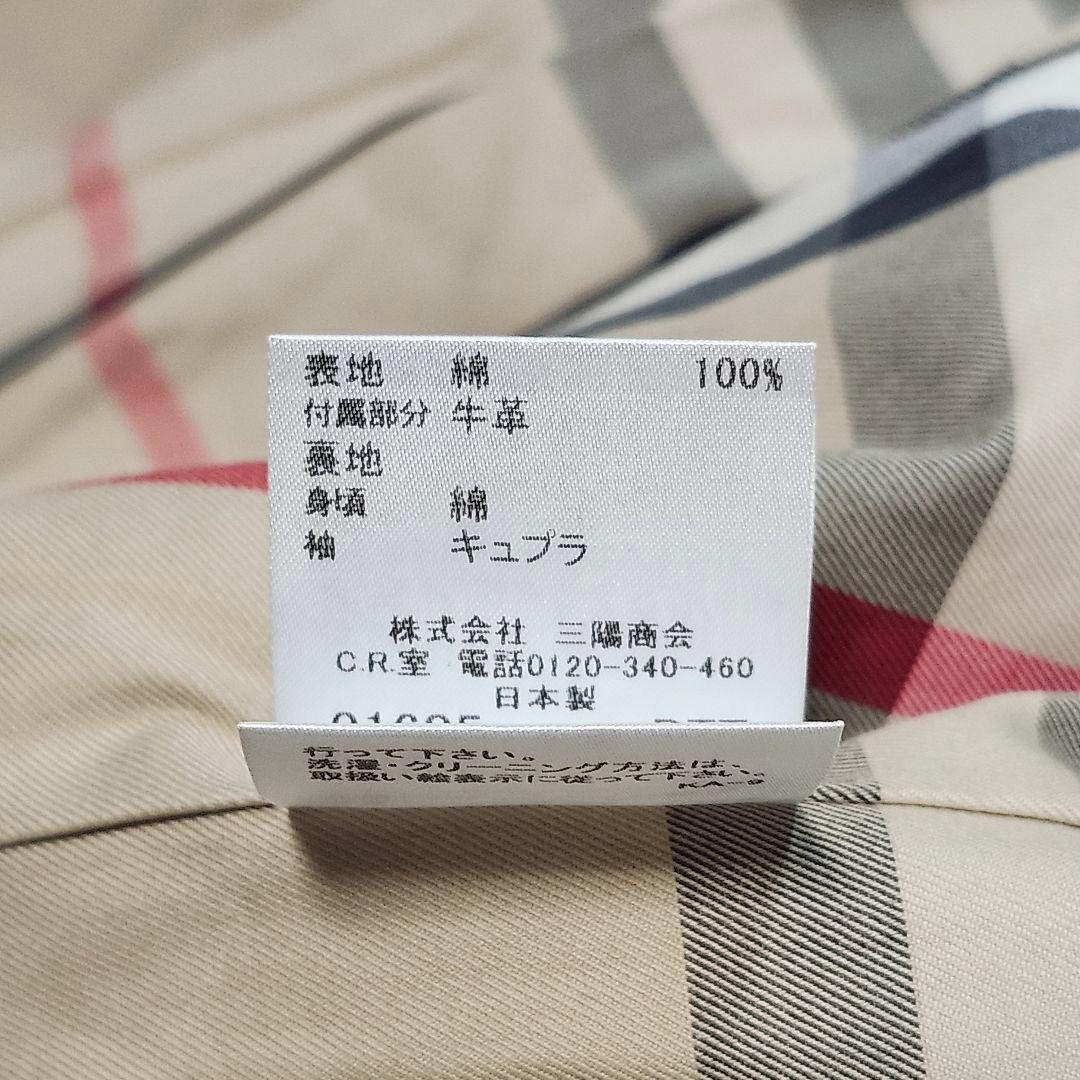 表地 綿 100%
付属部分 牛革
裏地
身頃 綿
袖 キュプラ
株式会社 三陽商会
C.R.室 電話0120-340-460
日本製
行って下さい。
洗濯・クリーニング方法は、
取扱い絵表示に従って下さい。
KA-9